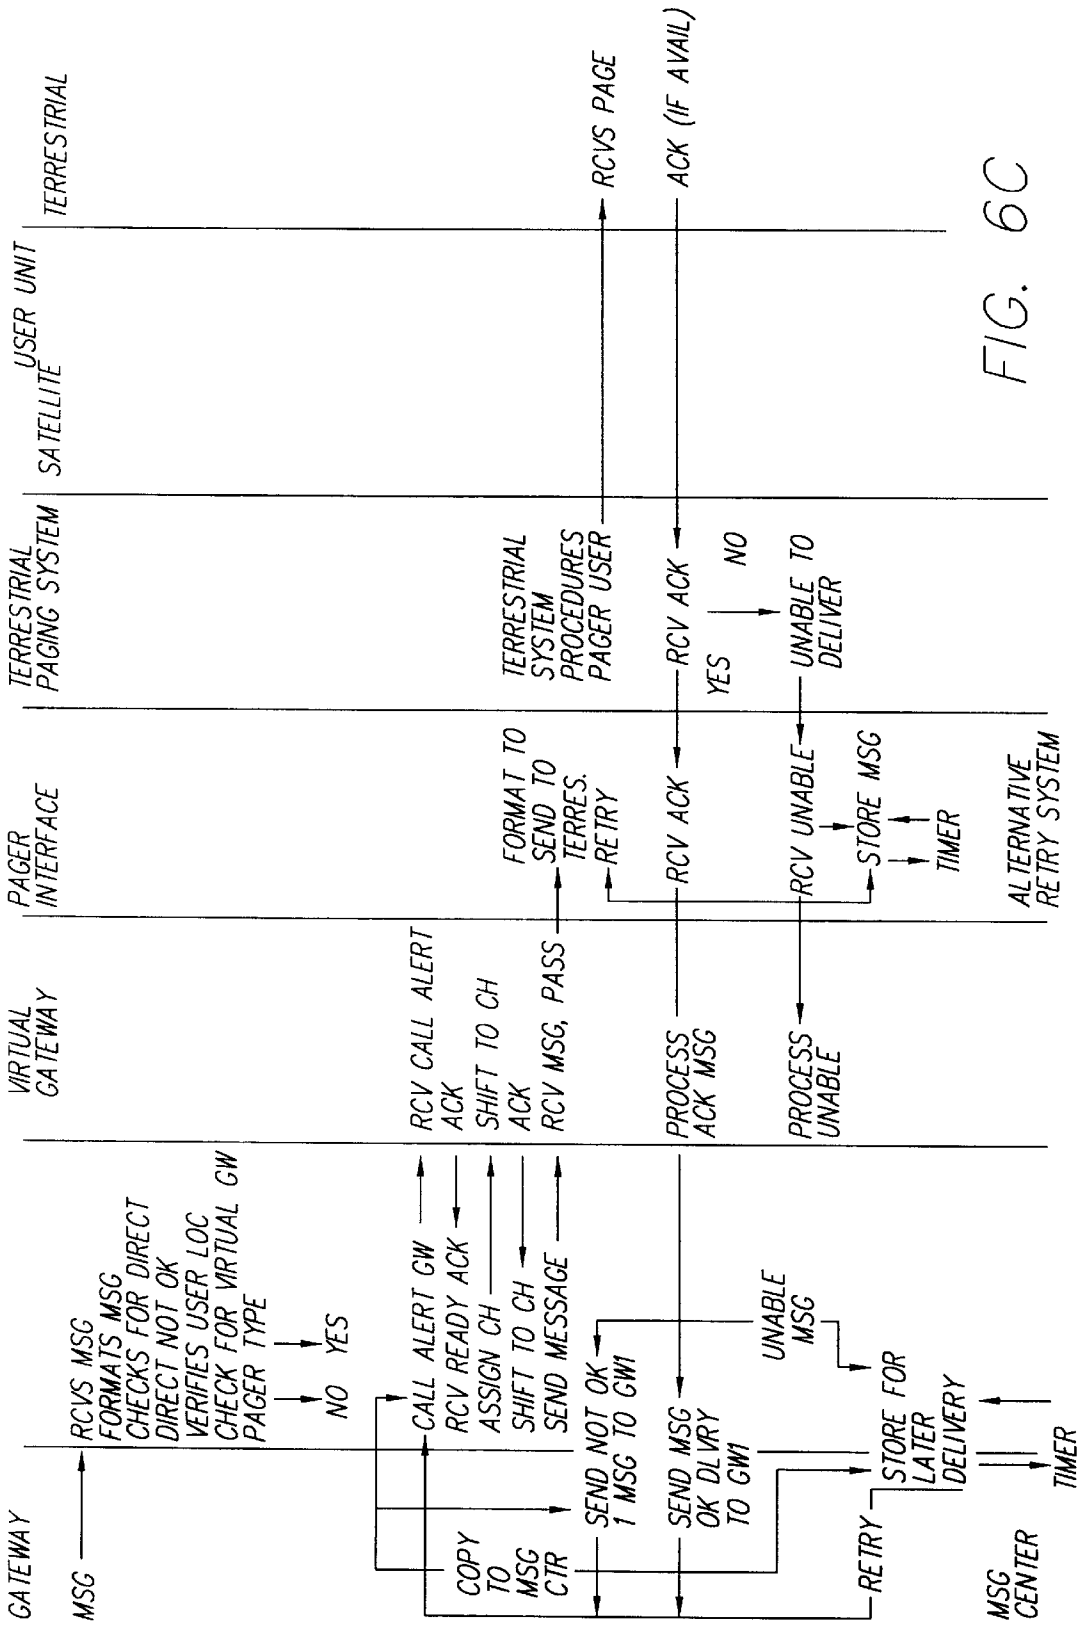 GATEWAY
VIRTUAL
GATEWAY
PAGER
INTERFACE
TERRESTRIAL
PAGING SYSTEM
USER UNIT
SATELLITE
TERRESTRIAL
MSG
RCVS MSG
FORMATS MSG
CHECKS FOR DIRECT
DIRECT NOT OK
VERIFIES USER LOC
CHECK FOR VIRTUAL GW
PAGER TYPE
NO
YES
CALL ALERT GW
RCV CALL ALERT
RCV READY ACK
ACK
ASSIGN CH
SHIFT TO CH
SHIFT TO CH
ACK
SEND MESSAGE
RCV MSG, PASS
FORMAT TO
SEND TO
TERRES.
RETRY
TERRESTRIAL
SYSTEM
PROCEDURES
PAGER USER
RCVS PAGE
COPY
TO
MSG
CTR
SEND NOT OK
1 MSG TO GW1
SEND MSG
OK DLVRY
TO GW1
PROCESS
ACK MSG
RCV ACK
RCV ACK
ACK (IF AVAIL)
YES
NO
UNABLE
MSG
PROCESS
UNABLE
RCV UNABLE
UNABLE TO
DELIVER
STORE MSG
TIMER
RETRY
STORE FOR
LATER
DELIVERY
TIMER
MSG
CENTER
ALTERNATIVE
RETRY SYSTEM
FIG. 6C